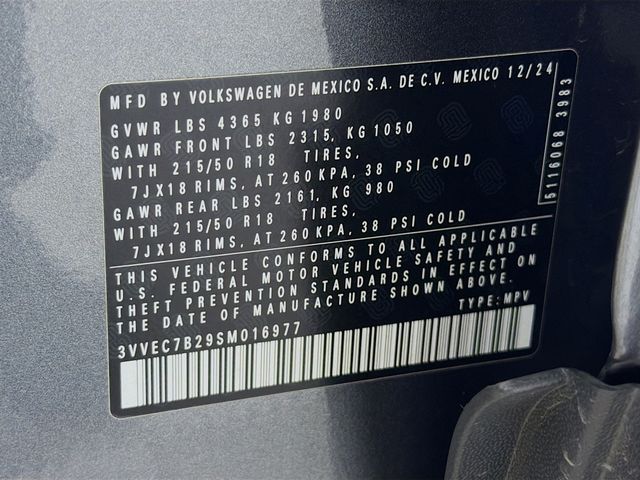 MFD BY VOLKSWAGEN DE MEXICO S.A. DE C.V. MEXICO 12/24
GVWR LBS 4365 KG 1980
GAWR FRONT LBS 2315, KG 1050
WITH 215/50 R18 TIRES,
7JX18 RIMS, AT 260 KPA, 38 PSI COLD
GAWR REAR LBS 2161, KG 980
WITH 215/50 R18 TIRES,
7JX18 RIMS, AT 260 KPA, 38 PSI COLD
THIS VEHICLE CONFORMS TO ALL APPLICABLE
U.S. FEDERAL MOTOR VEHICLE SAFETY AND
THEFT PREVENTION STANDARDS IN EFFECT ON
THE DATE OF MANUFACTURE SHOWN ABOVE.
TYPE: MPV
3VVEC7B29SM016977
5116068 3983